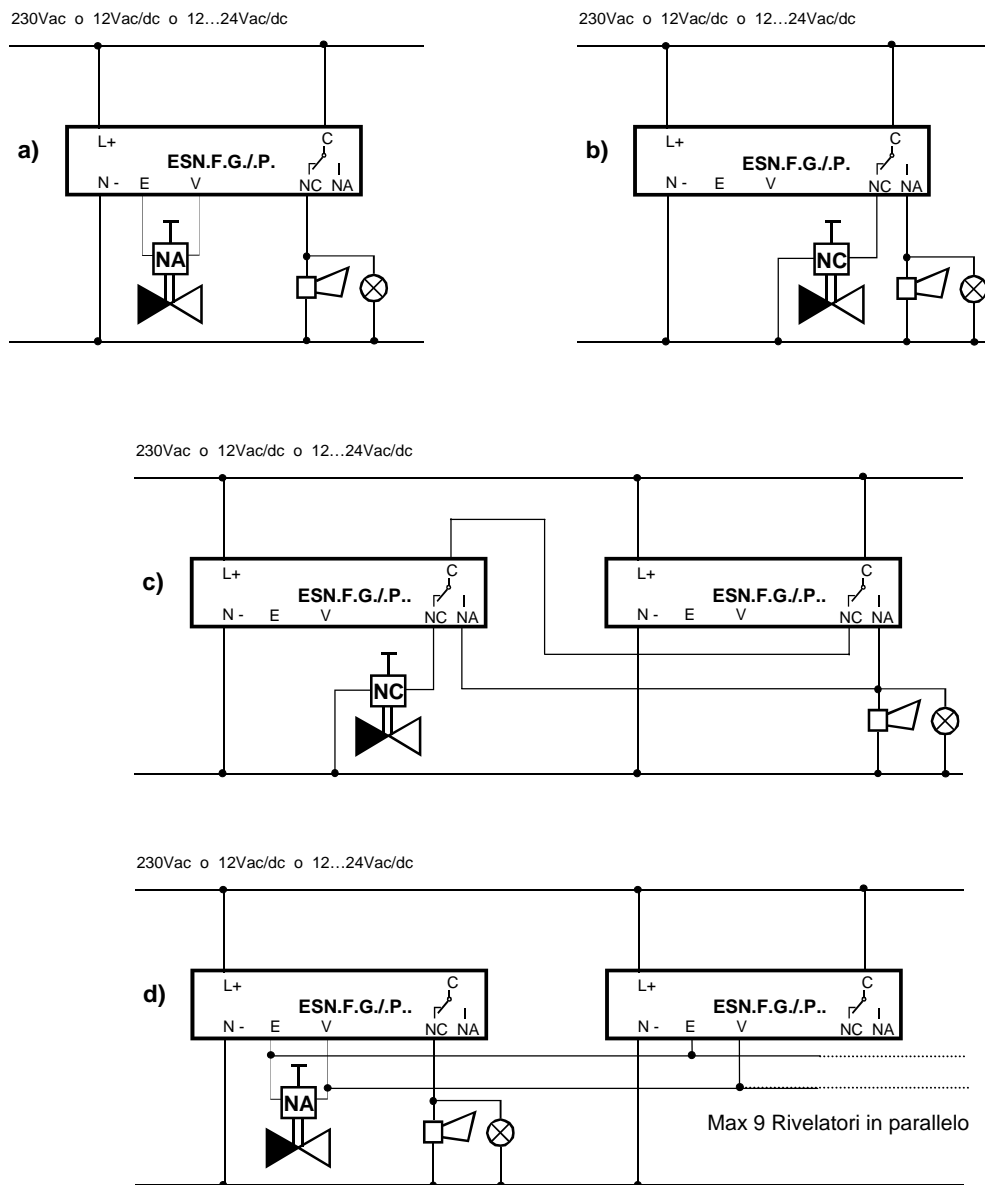 230Vac o 12Vac/dc o 12…24Vac/dc
a)
L+
C
ESN.F.G./.P.
N - E V NC NA
NA
230Vac o 12Vac/dc o 12…24Vac/dc
b)
L+
C
ESN.F.G./.P.
N - E V NC NA
NC
230Vac o 12Vac/dc o 12…24Vac/dc
c)
L+
C
ESN.F.G./.P..
N - E V NC NA
NC
L+
C
ESN.F.G./.P..
N - E V NC NA
230Vac o 12Vac/dc o 12…24Vac/dc
d)
L+
C
ESN.F.G./.P..
N - E V NC NA
NA
L+
C
ESN.F.G./.P..
N - E V NC NA
Max 9 Rivelatori in parallelo